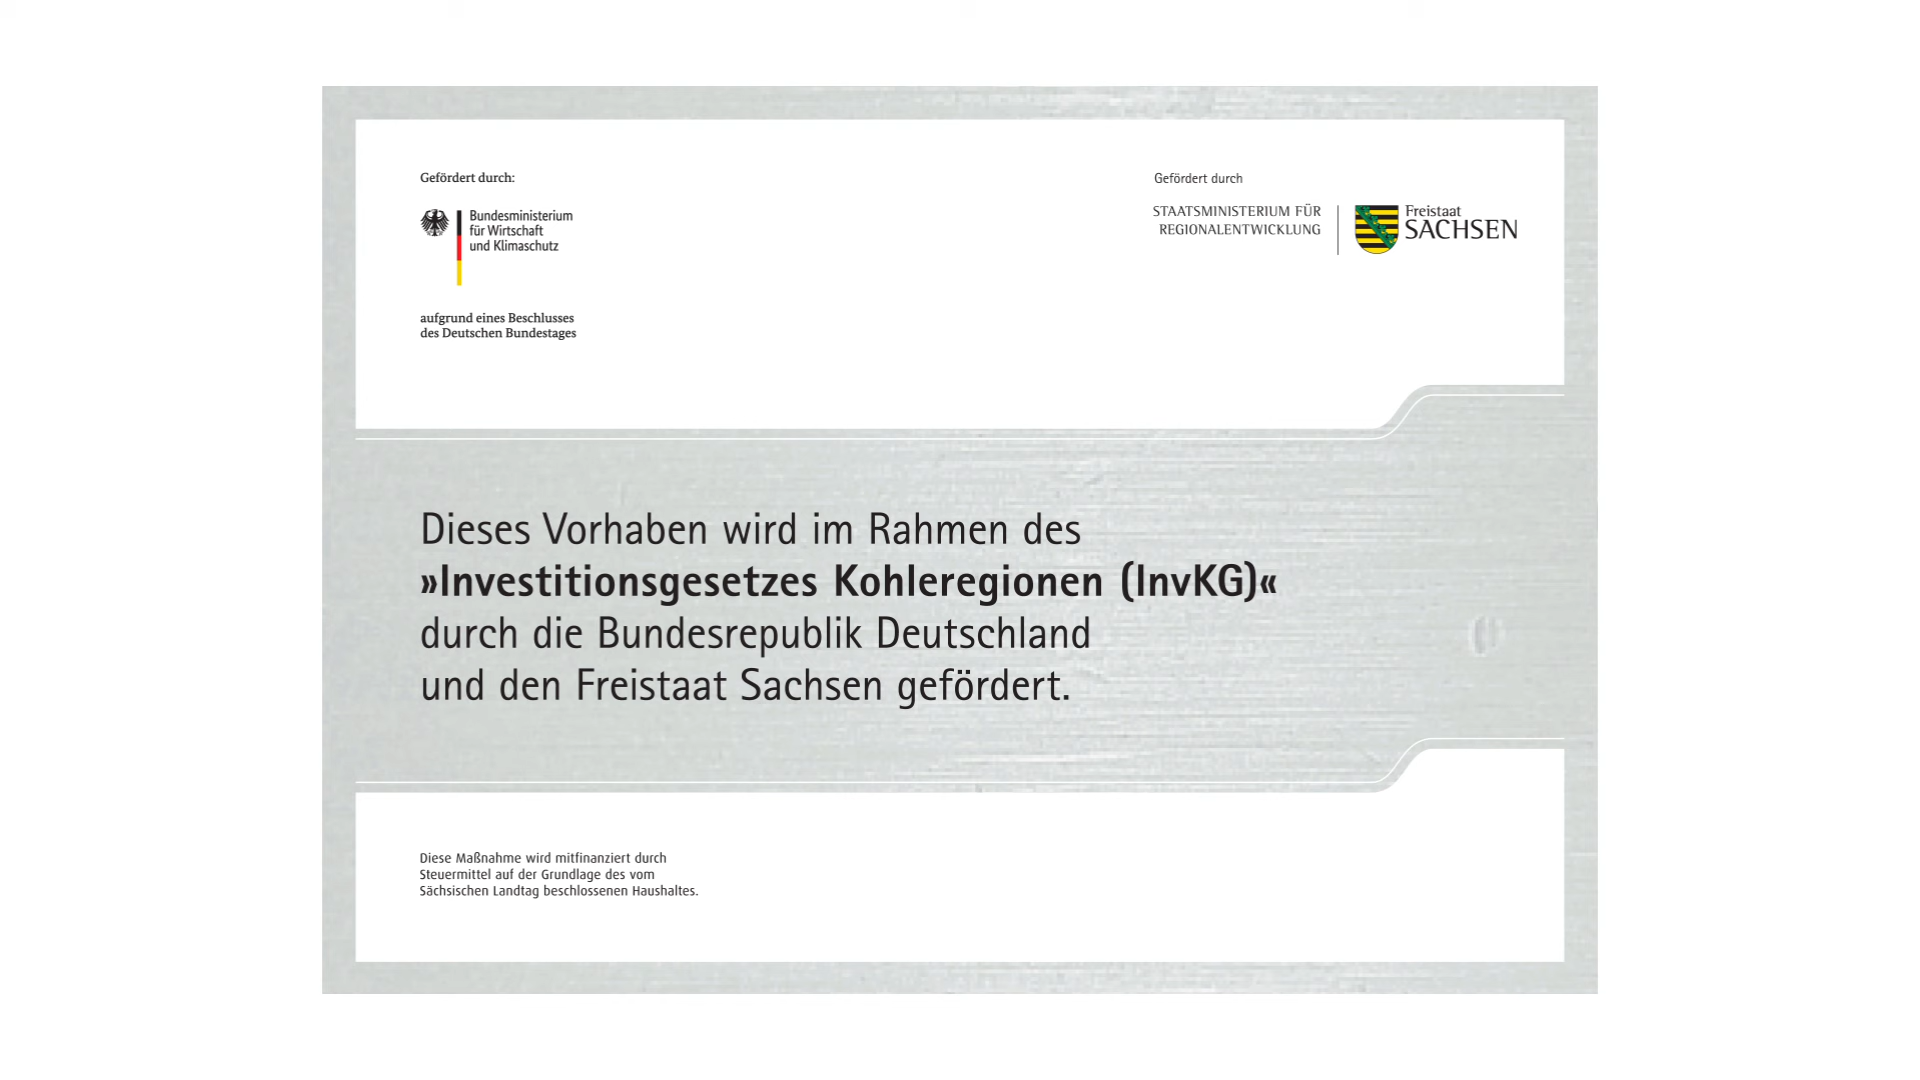 Gefördert durch:
Bundesministerium
für Wirtschaft
und Klimaschutz
aufgrund eines Beschlusses
des Deutschen Bundestages
Gefördert durch
STAATSMINISTERIUM FÜR
REGIONALENTWICKLUNG
Freistaat
SACHSEN
Dieses Vorhaben wird im Rahmen des
»Investitionsgesetzes Kohleregionen (InvKG)«
durch die Bundesrepublik Deutschland
und den Freistaat Sachsen gefördert.
Diese Maßnahme wird mitfinanziert durch
Steuermittel auf der Grundlage des vom
Sächsischen Landtag beschlossenen Haushaltes.